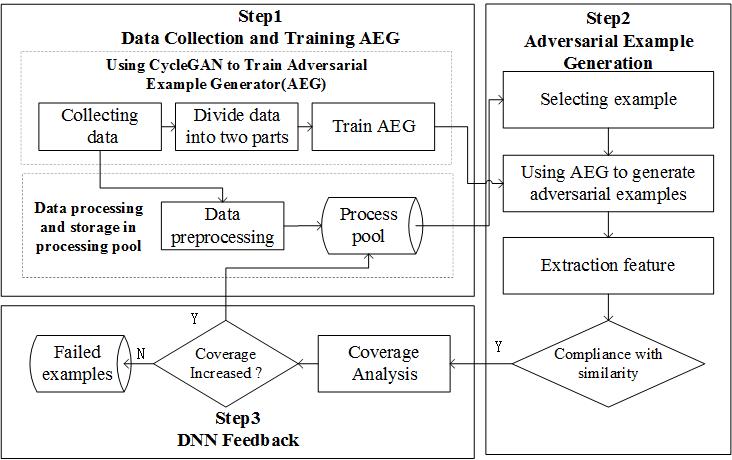 Step1
Data Collection and Training AEG
Using CycleGAN to Train Adversarial
Example Generator(AEG)
Collecting
data
Divide data
into two parts
Train AEG
Data processing
and storage in
processing pool
Data
preprocessing
Process
pool
Step2
Adversarial Example
Generation
Selecting example
Using AEG to generate
adversarial examples
Extraction feature
Compliance with
similarity
Y
Coverage
Analysis
Coverage
Increased ?
Y
N
Failed
examples
Step3
DNN Feedback